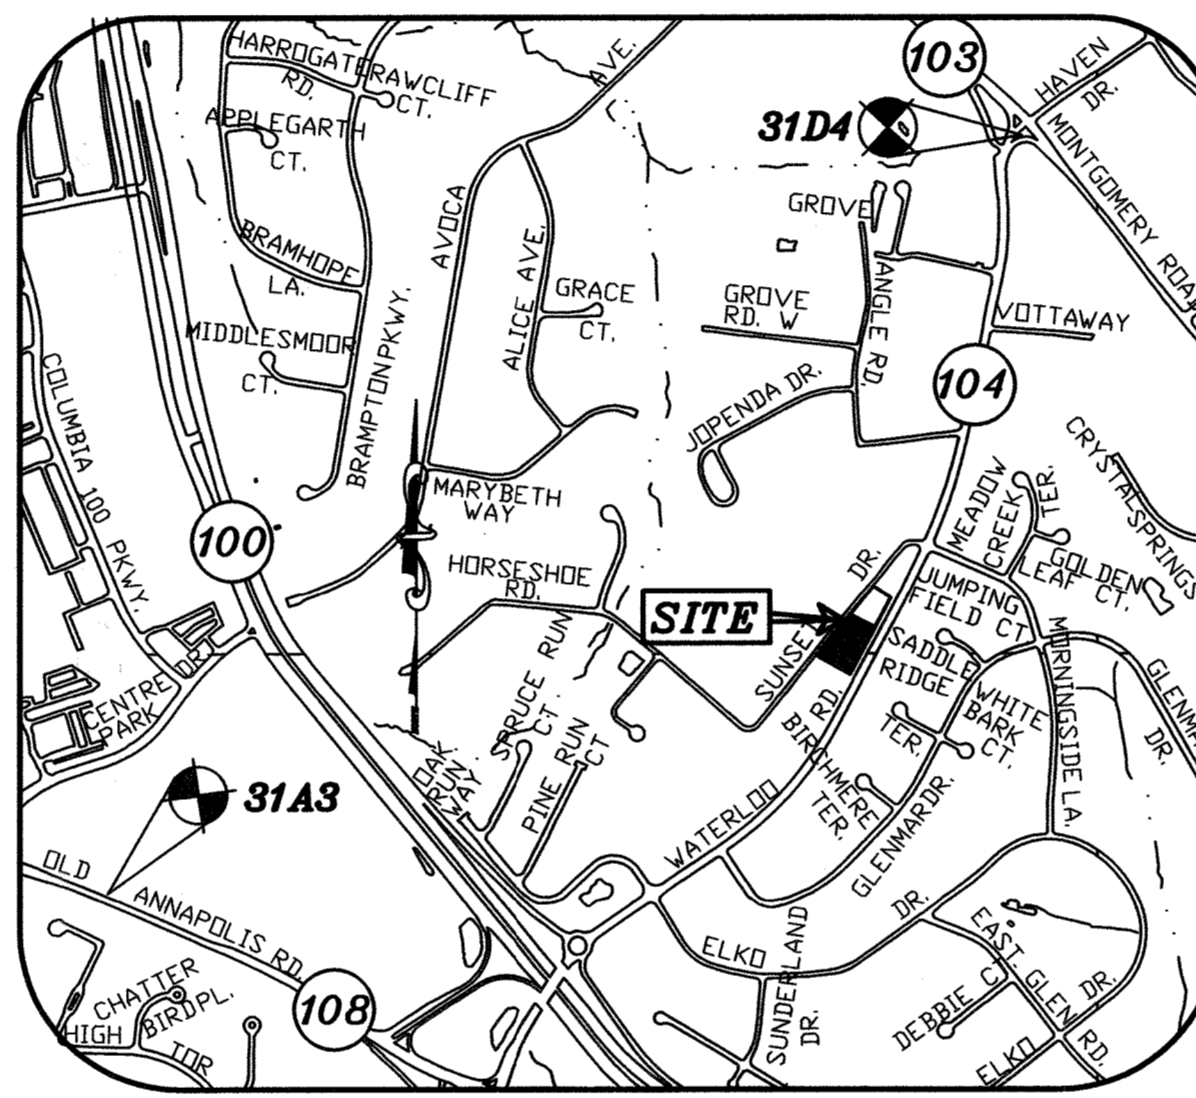 HARROGATE
RD.
RAWCLIFF
CT.
AVE.
103
HAVEN
DR.
APPLEGARTH
CT.
31D4
MONTGOMERY ROAD
AVOCA
GROVE
BRAMHOPE
LA.
ALICE AVE.
ANGLE RD.
GRACE
CT.
GROVE
RD. W
VOTTAWAY
MIDDLESMOOR
CT.
BRAMPTON PKWY.
104
COLUMBIA 100 PKWY.
JOPENDA DR.
CRYSTAL SPRINGS
MARYBETH
WAY
MEADOW
CREEK
TER.
100
HORSESHOE
RD.
DR.
GOLDEN
LEAF CT.
JUMPING
FIELD CT.
SITE
SUNSET
SADDLE
RIDGE
TER.
MORNINGSIDE LA.
GLENMA
DR.
CENTRE
PARK
DR.
SPRUCE RUN
CT.
PINE RUN
CT
WHITE
BARK
CT.
RD.
BIRCHMERE
TER.
OAK
RUN
WAY
31A3
WATERLOO
GLENMAR DR.
OLD
ANNAPOLIS RD.
ELKO
DR.
SUNDERLAND
DR.
EAST GLEN
RD.
DR.
CHATTER
BIRD PL.
108
DEBBIE C
HIGH
TOR
ELKO